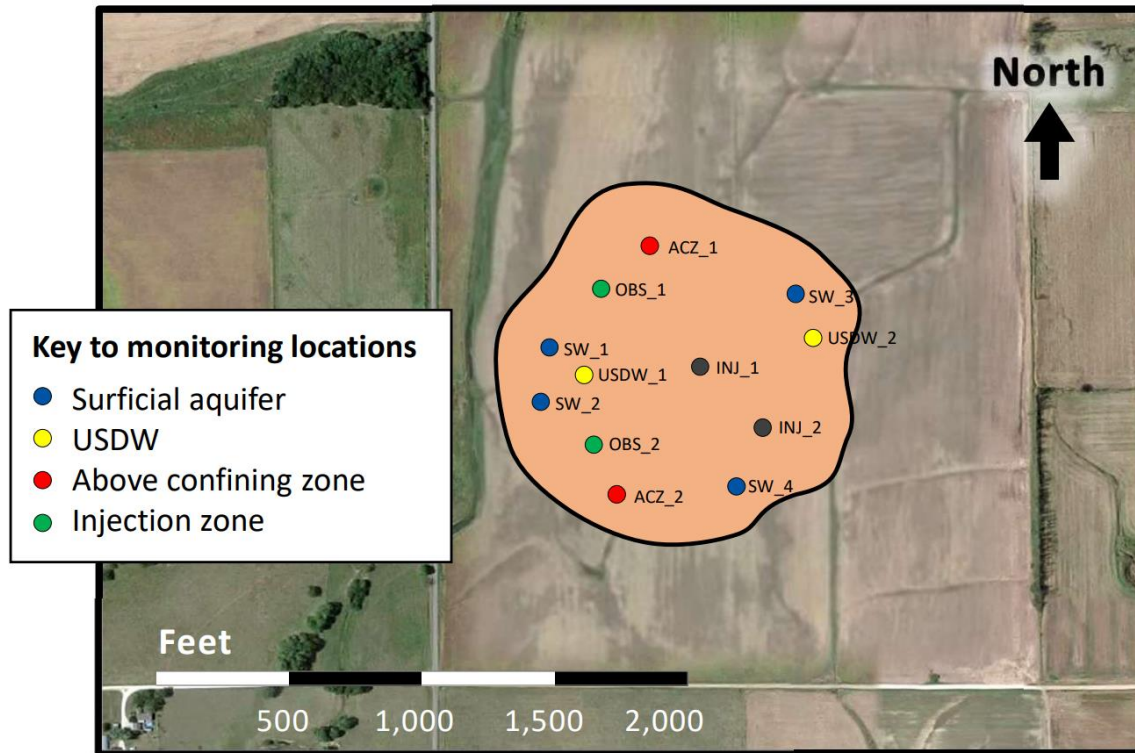 North
ACZ_1
OBS_1
SW_3
USDW_2
SW_1
USDW_1
INJ_1
SW_2
INJ_2
OBS_2
SW_4
ACZ_2
Key to monitoring locations
Surficial aquifer
USDW
Above confining zone
Injection zone
Feet
500 1,000 1,500 2,000